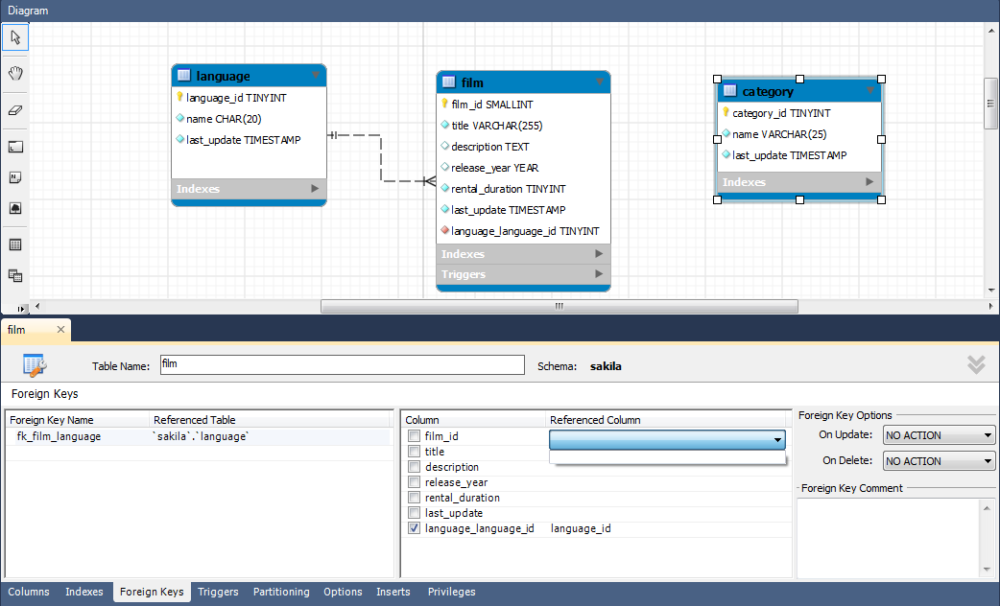 Diagram
language
language_id TINYINT
name CHAR(20)
last_update TIMESTAMP
Indexes
film
film_id SMALLINT
title VARCHAR(255)
description TEXT
release_year YEAR
rental_duration TINYINT
last_update TIMESTAMP
language_language_id TINYINT
Indexes
Triggers
category
category_id TINYINT
name VARCHAR(25)
last_update TIMESTAMP
Indexes
film
Table Name: film Schema: sakila
Foreign Keys
Foreign Key Name Referenced Table
fk_film_language `sakila`.`language`
Column Referenced Column
film_id
title
description
release_year
rental_duration
last_update
language_language_id language_id
Foreign Key Options
On Update: NO ACTION
On Delete: NO ACTION
Foreign Key Comment
Columns Indexes Foreign Keys Triggers Partitioning Options Inserts Privileges